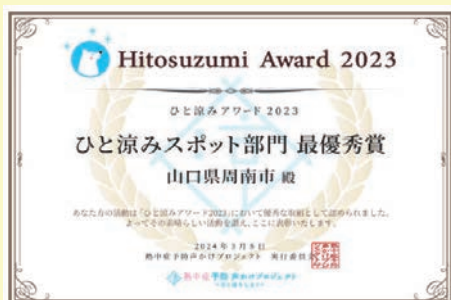 Hitosuzumi Award 2023
ひと涼みアワード2023
ひと涼みスポット部門 最優秀賞
山口県周南市 殿
あなた方の活動は「ひと涼みアワード2023」において優秀な取組として認められました。
よってその素晴らしい活動を讃え、ここに表彰いたします。
2024年3月8日
熱中症予防声かけプロジェクト 実行委員会
熱中症予防 声かけプロジェクト